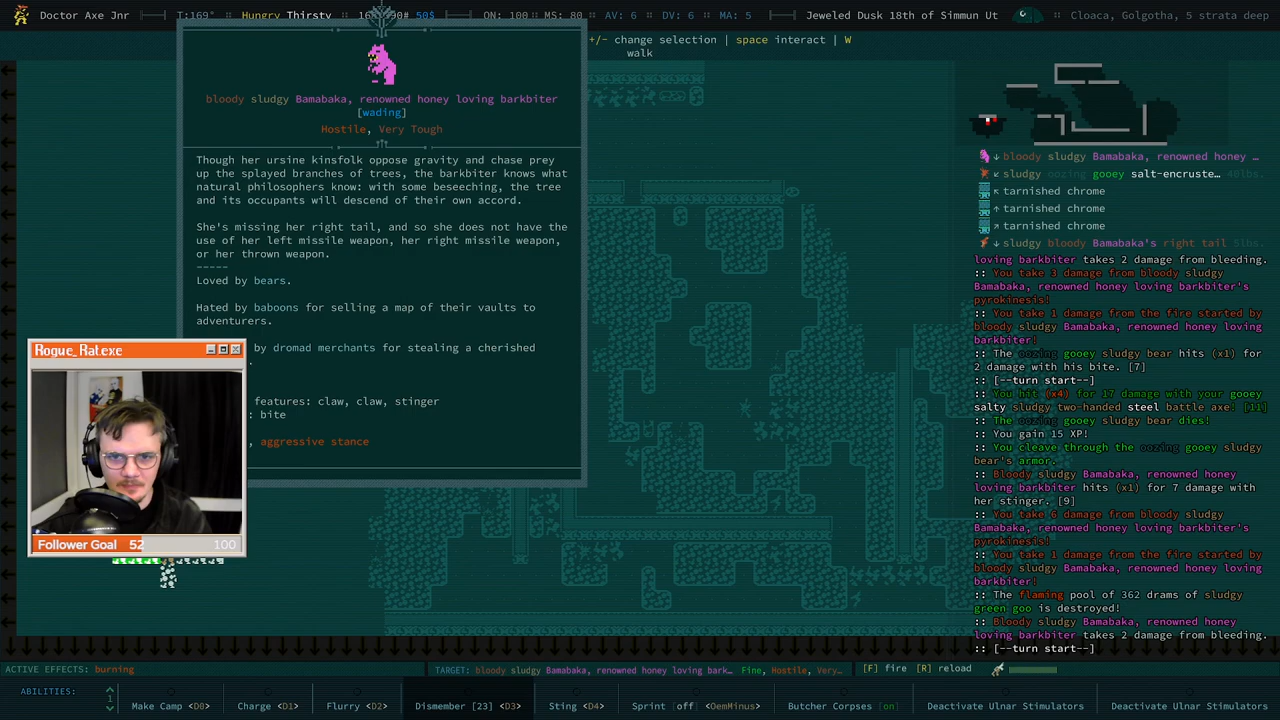 Doctor Axe Jnr
T:169° Hungry Thirsty
90# 50$
QN: 100
MS: 80
AV: 6
DV: 6
MA: 5
Jeweled Dusk 18th of Simmun Ut
Cloaca, Golgotha, 5 strata deep
+/- change selection | space interact | W
walk
bloody sludgy Bamabaka, renowned honey loving barkbiter
[wading]
Hostile, Very Tough
Though her ursine kinsfolk oppose gravity and chase prey
up the splayed branches of trees, the barkbiter knows what
natural philosophers know: with some beseeching, the tree
and its occupants will descend of their own accord.
She's missing her right tail, and so she does not have the
use of her left missile weapon, her right missile weapon,
or her thrown weapon.
-----
Loved by bears.
Hated by baboons for selling a map of their vaults to
adventurers.
by dromad merchants for stealing a cherished
features: claw, claw, stinger
: bite
, aggressive stance
Rogue_Rat.exe
Follower Goal 52 100
bloody sludgy Bamabaka, renowned honey …
sludgy oozing gooey salt-encruste… 48lbs.
tarnished chrome
tarnished chrome
tarnished chrome
sludgy bloody Bamabaka's right tail 5lbs.
loving barkbiter takes 2 damage from bleeding.
:: You take 3 damage from bloody sludgy
Bamabaka, renowned honey loving barkbiter's
pyrokinesis!
:: You take 1 damage from the fire started by
bloody sludgy Bamabaka, renowned honey loving
barkbiter!
:: The oozing gooey sludgy bear hits (x1) for
2 damage with his bite. [7]
:: [--turn start--]
:: You hit (x4) for 17 damage with your gooey
salty sludgy two-handed steel battle axe! [11]
:: The oozing gooey sludgy bear dies!
:: You gain 15 XP!
:: You cleave through the oozing gooey sludgy
bear's armor.
:: Bloody sludgy Bamabaka, renowned honey
loving barkbiter hits (x1) for 7 damage with
her stinger. [9]
:: You take 6 damage from bloody sludgy
Bamabaka, renowned honey loving barkbiter's
pyrokinesis!
:: You take 1 damage from the fire started by
bloody sludgy Bamabaka, renowned honey loving
barkbiter!
:: The flaming pool of 362 drams of sludgy
green goo is destroyed!
:: Bloody sludgy Bamabaka, renowned honey
loving barkbiter takes 2 damage from bleeding.
:: [--turn start--]
ACTIVE EFFECTS: burning
TARGET: bloody sludgy Bamabaka, renowned honey loving bark… Fine, Hostile, Very…
[F] fire [R] reload
ABILITIES:
1
Make Camp <D0>
Charge <D1>
Flurry <D2>
Dismember [23] <D3>
Sting <D4>
Sprint [off] <OemMinus>
Butcher Corpses [on]
Deactivate Ulnar Stimulators
Deactivate Ulnar Stimulators